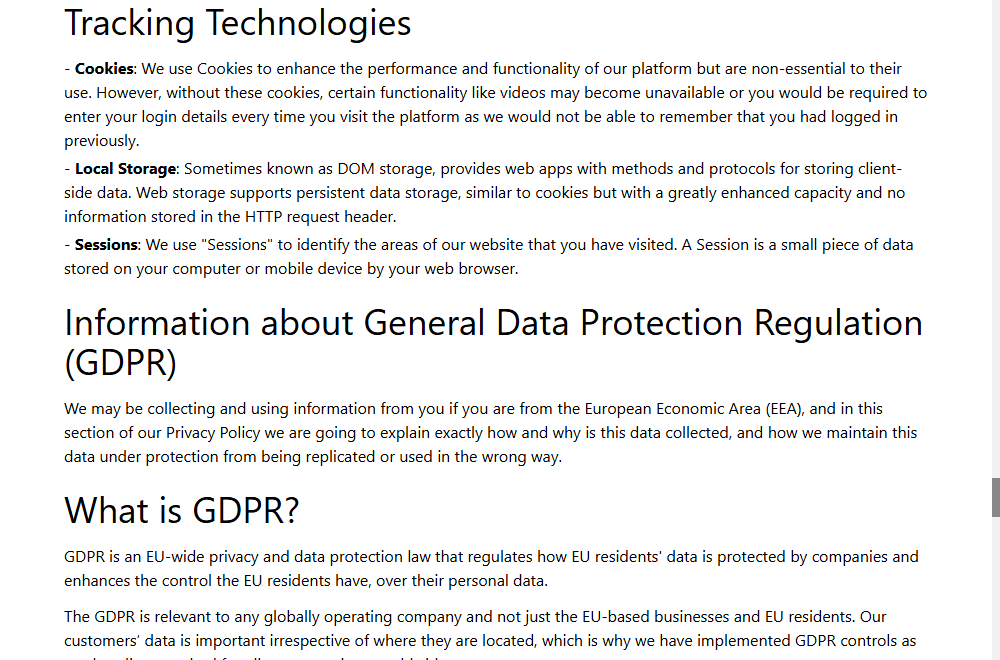 Tracking Technologies
- Cookies: We use Cookies to enhance the performance and functionality of our platform but are non-essential to their
use. However, without these cookies, certain functionality like videos may become unavailable or you would be required to
enter your login details every time you visit the platform as we would not be able to remember that you had logged in
previously.
- Local Storage: Sometimes known as DOM storage, provides web apps with methods and protocols for storing client-
side data. Web storage supports persistent data storage, similar to cookies but with a greatly enhanced capacity and no
information stored in the HTTP request header.
- Sessions: We use "Sessions" to identify the areas of our website that you have visited. A Session is a small piece of data
stored on your computer or mobile device by your web browser.
Information about General Data Protection Regulation
(GDPR)
We may be collecting and using information from you if you are from the European Economic Area (EEA), and in this
section of our Privacy Policy we are going to explain exactly how and why is this data collected, and how we maintain this
data under protection from being replicated or used in the wrong way.
What is GDPR?
GDPR is an EU-wide privacy and data protection law that regulates how EU residents' data is protected by companies and
enhances the control the EU residents have, over their personal data.
The GDPR is relevant to any globally operating company and not just the EU-based businesses and EU residents. Our
customers’ data is important irrespective of where they are located, which is why we have implemented GDPR controls as